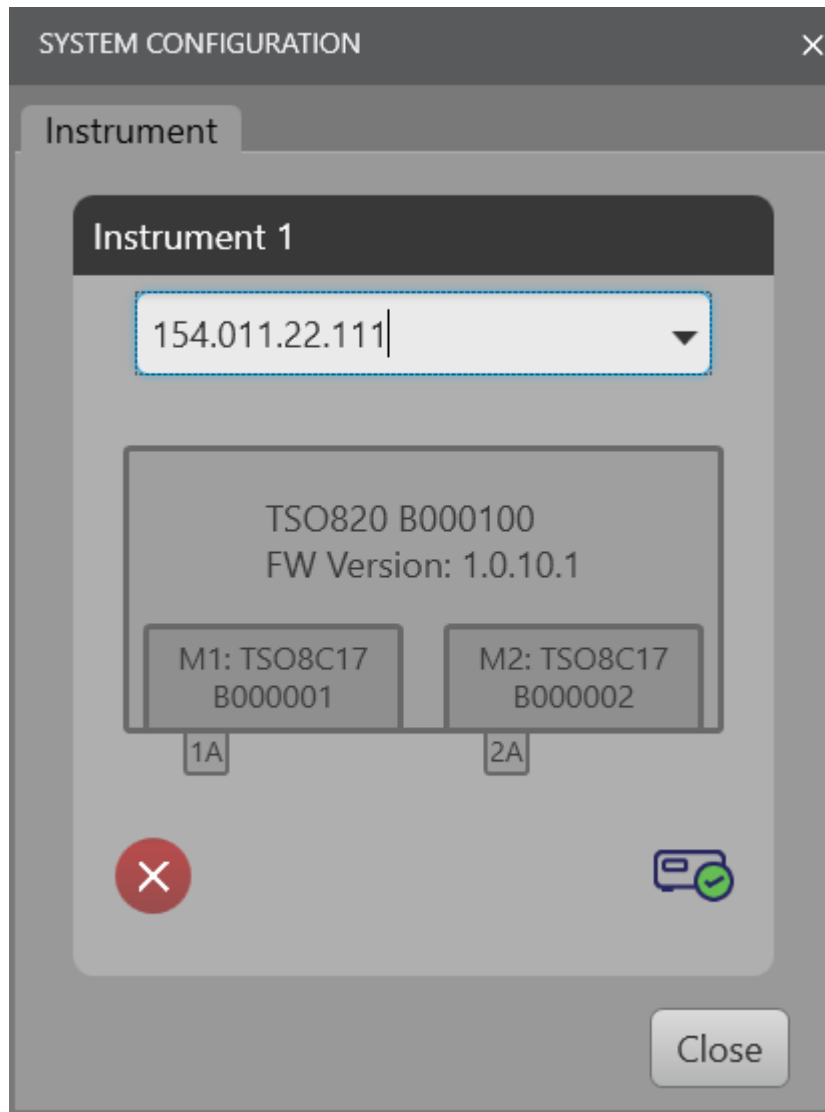 SYSTEM CONFIGURATION
Instrument
Instrument 1
154.011.22.111
TSO820 B000100
FW Version: 1.0.10.1
M1: TSO8C17
B000001
M2: TSO8C17
B000002
1A
2A
Close